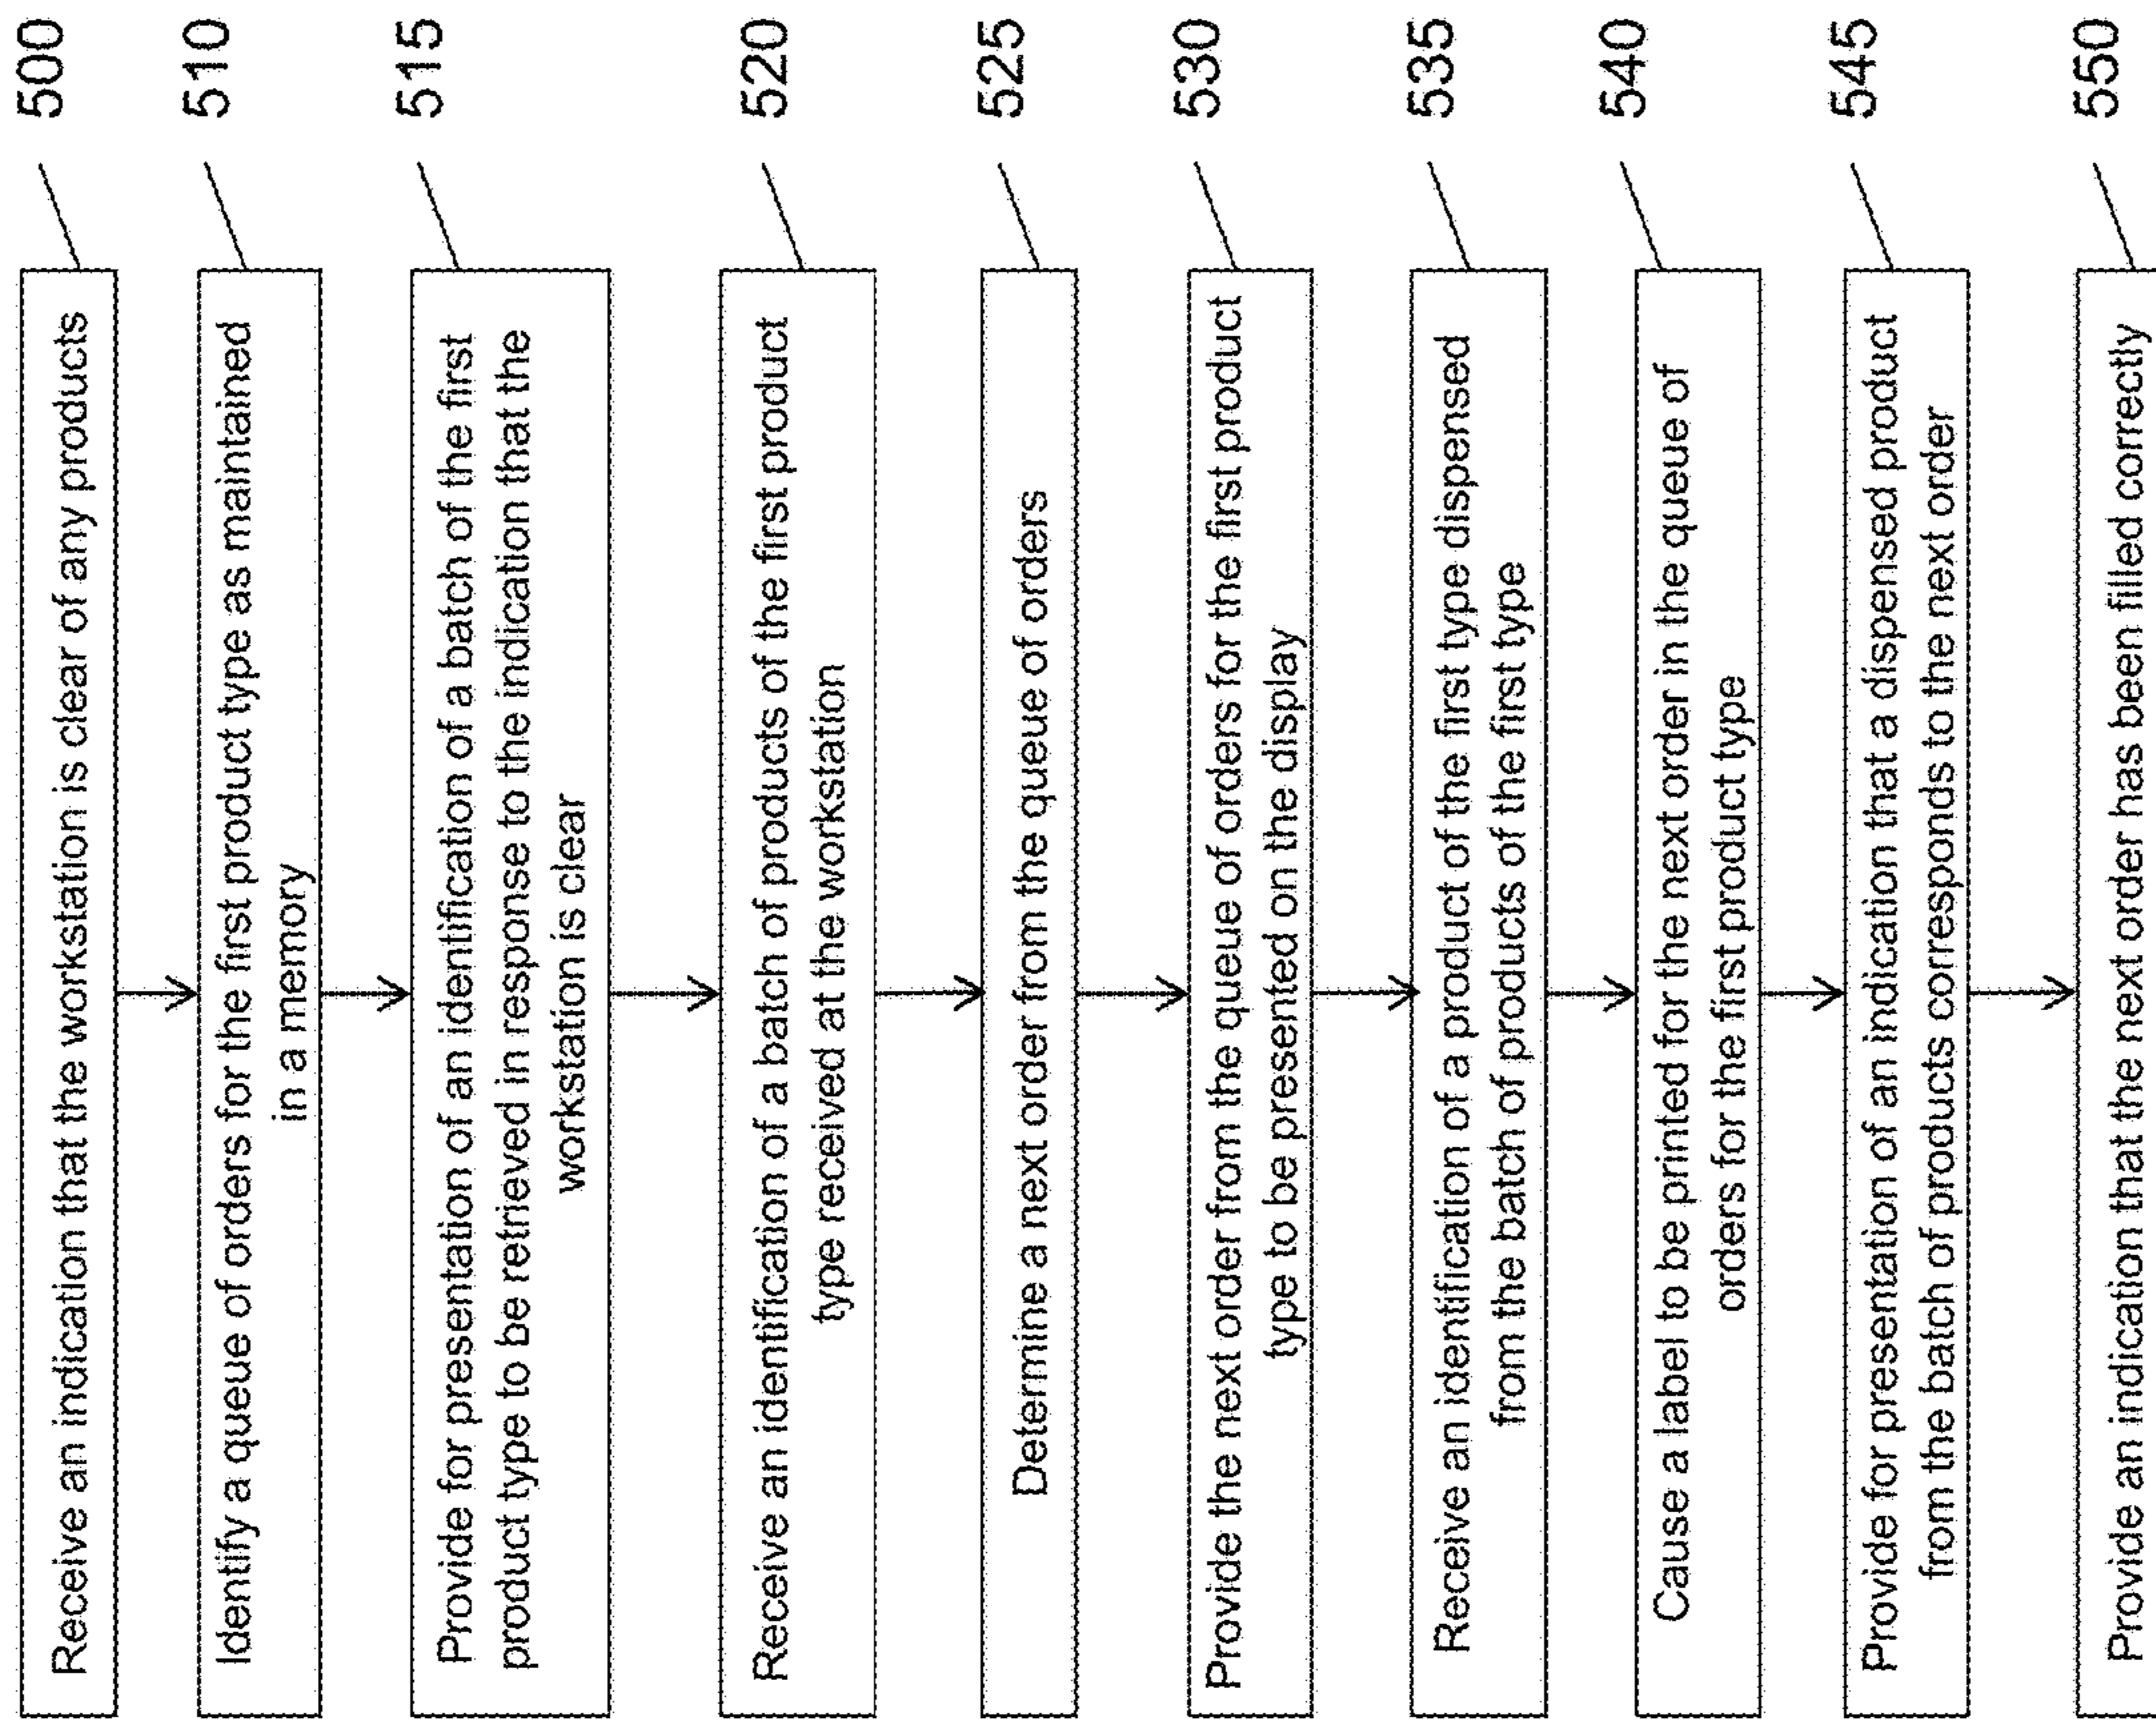 500
Receive an indication that the workstation is clear of any products
510
Identify a queue of orders for the first product type as maintained
in a memory
515
Provide for presentation of an identification of a batch of the first
product type to be retrieved in response to the indication that the
workstation is clear
520
Receive an identification of a batch of products of the first product
type received at the workstation
525
Determine a next order from the queue of orders
530
Provide the next order from the queue of orders for the first product
type to be presented on the display
535
Receive an identification of a product of the first type dispensed
from the batch of products of the first type
540
Cause a label to be printed for the next order in the queue of
orders for the first product type
545
Provide for presentation of an indication that a dispensed product
from the batch of products corresponds to the next order
550
Provide an indication that the next order has been filled correctly